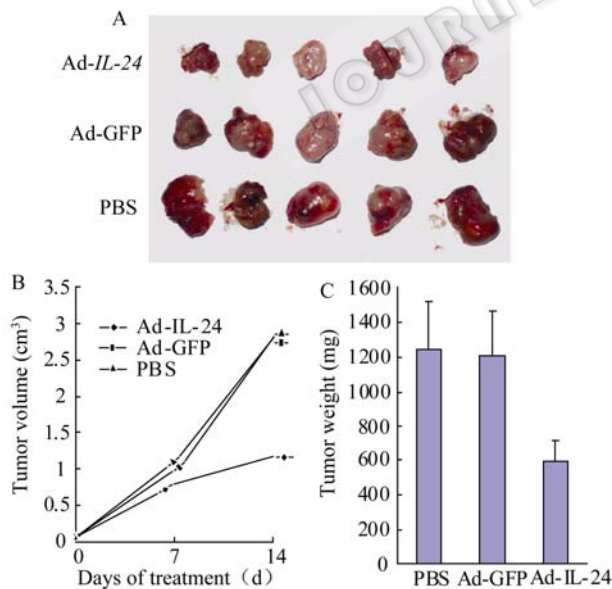 A
JOURN
Ad-IL-24
Ad-GFP
PBS
B
Tumor volume (cm³)
3.5
3
2.5
2
1.5
1
0.5
0
Ad-IL-24
Ad-GFP
PBS
0 7 14
Days of treatment (d)
C
Tumor weight (mg)
1600
1400
1200
1000
800
600
400
200
0
PBS Ad-GFP Ad-IL-24